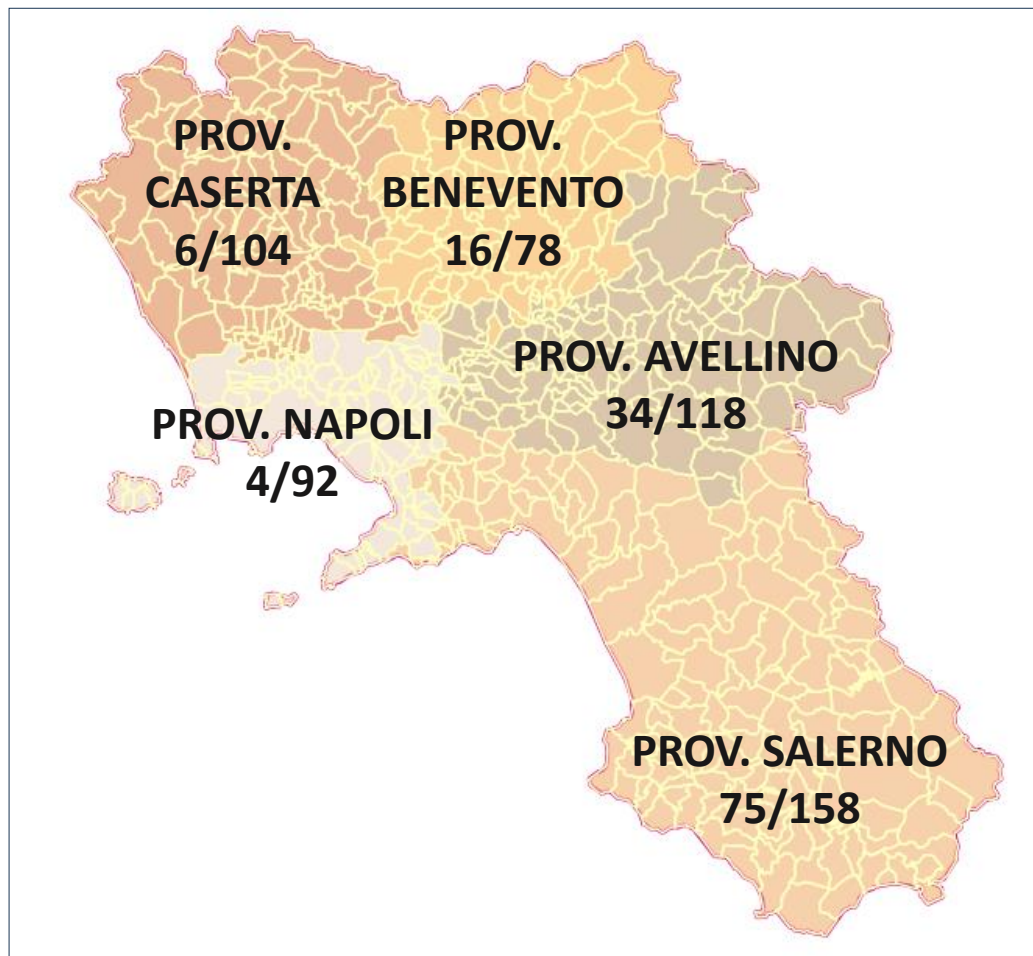 PROV.
CASERTA
6/104
PROV.
BENEVENTO
16/78
PROV. AVELLINO
34/118
PROV. NAPOLI
4/92
PROV. SALERNO
75/158